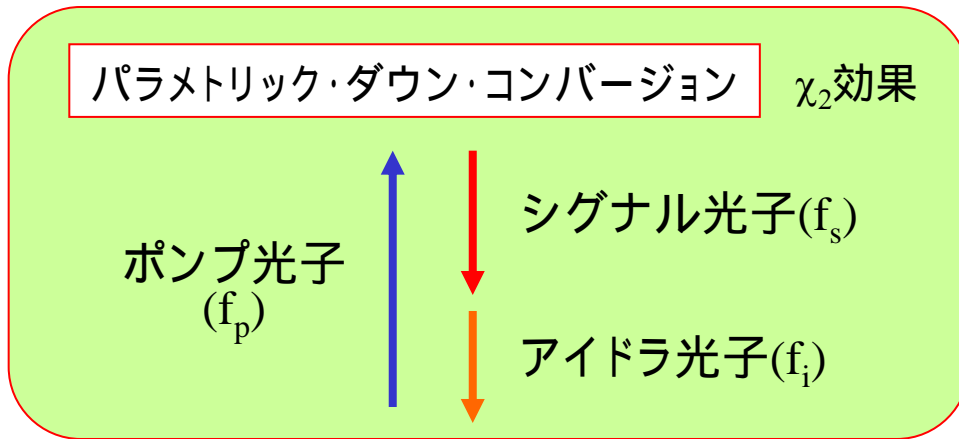 パラメトリック・ダウン・コンバージョン
χ₂効果
シグナル光子(fₛ)
ポンプ光子
(fₚ)
アイドラ光子(fᵢ)